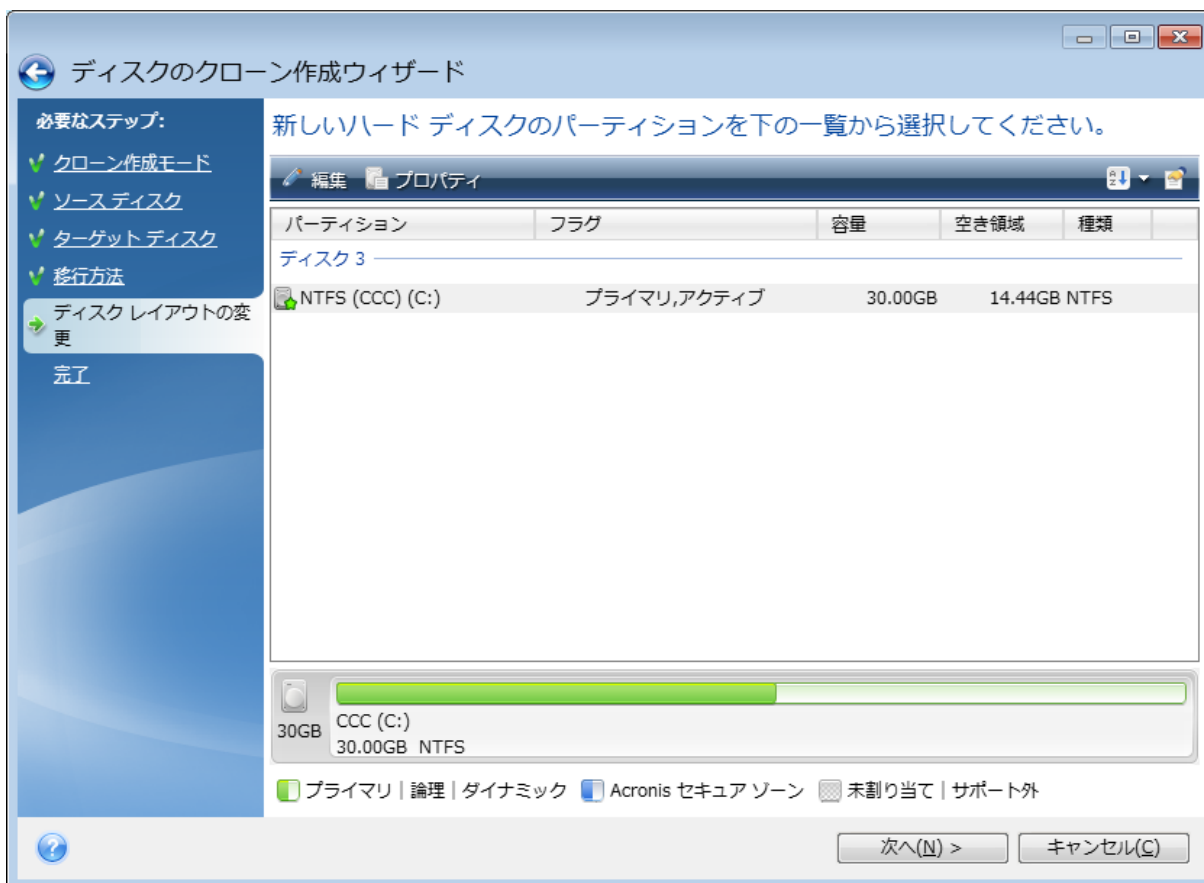 ディスクのクローン作成ウィザード
必要なステップ:
クローン作成モード
ソース ディスク
ターゲット ディスク
移行方法
ディスク レイアウトの変
更
完了
新しいハード ディスクのパーティションを下の一覧から選択してください。
編集 プロパティ
パーティション フラグ 容量 空き領域 種類
ディスク 3
NTFS (CCC) (C:) プライマリ,アクティブ 30.00GB 14.44GB NTFS
30GB
CCC (C:)
30.00GB NTFS
プライマリ | 論理 | ダイナミック Acronis セキュア ゾーン 未割り当て | サポート外
次へ(N) > キャンセル(C)